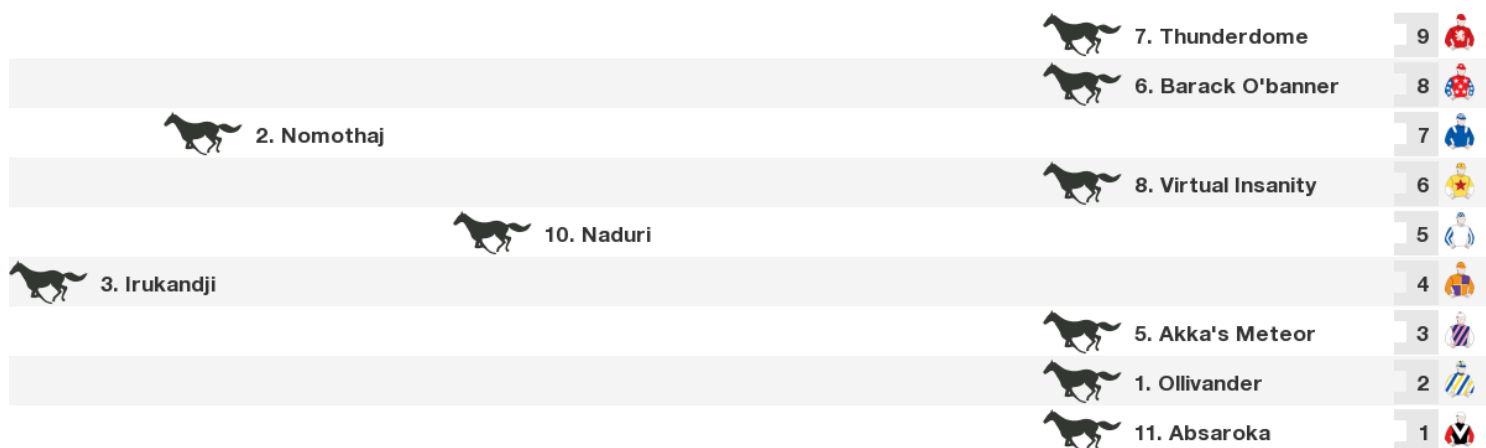 7. Thunderdome 9
6. Barack O'banner 8
2. Nomothaj 7
8. Virtual Insanity 6
10. Naduri 5
3. Irukandji 4
5. Akka's Meteor 3
1. Ollivander 2
11. Absaroka 1